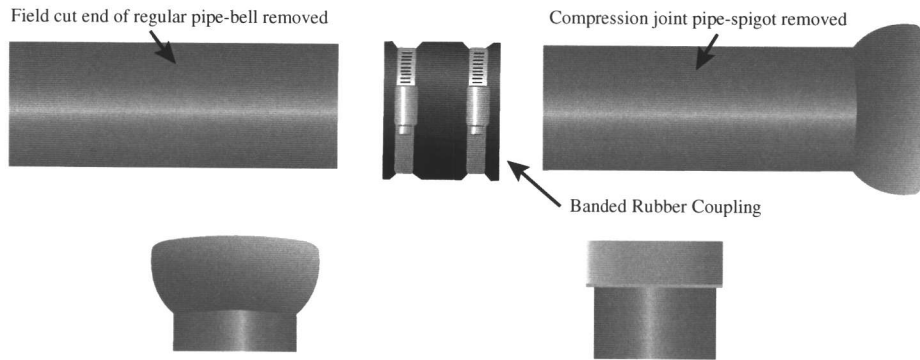 Field cut end of regular pipe-bell removed
Compression joint pipe-spigot removed
Banded Rubber Coupling